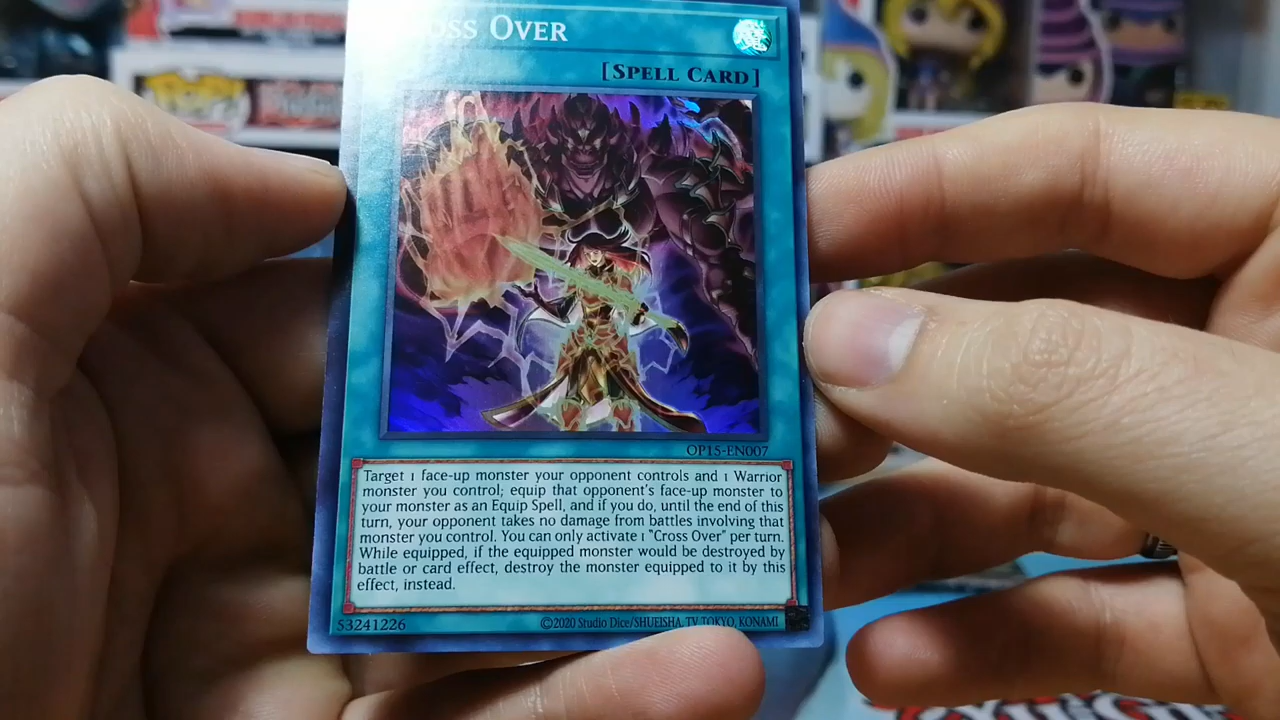 OSS OVER
[SPELL CARD]
OP15-EN007
Target 1 face-up monster your opponent controls and 1 Warrior
monster you control; equip that opponent's face-up monster to
your monster as an Equip Spell, and if you do, until the end of this
turn, your opponent takes no damage from battles involving that
monster you control. You can only activate 1 "Cross Over" per turn.
While equipped, if the equipped monster would be destroyed by
battle or card effect, destroy the monster equipped to it by this
effect, instead.
53241226
©2020 Studio Dice/SHUEISHA, TV TOKYO, KONAMI